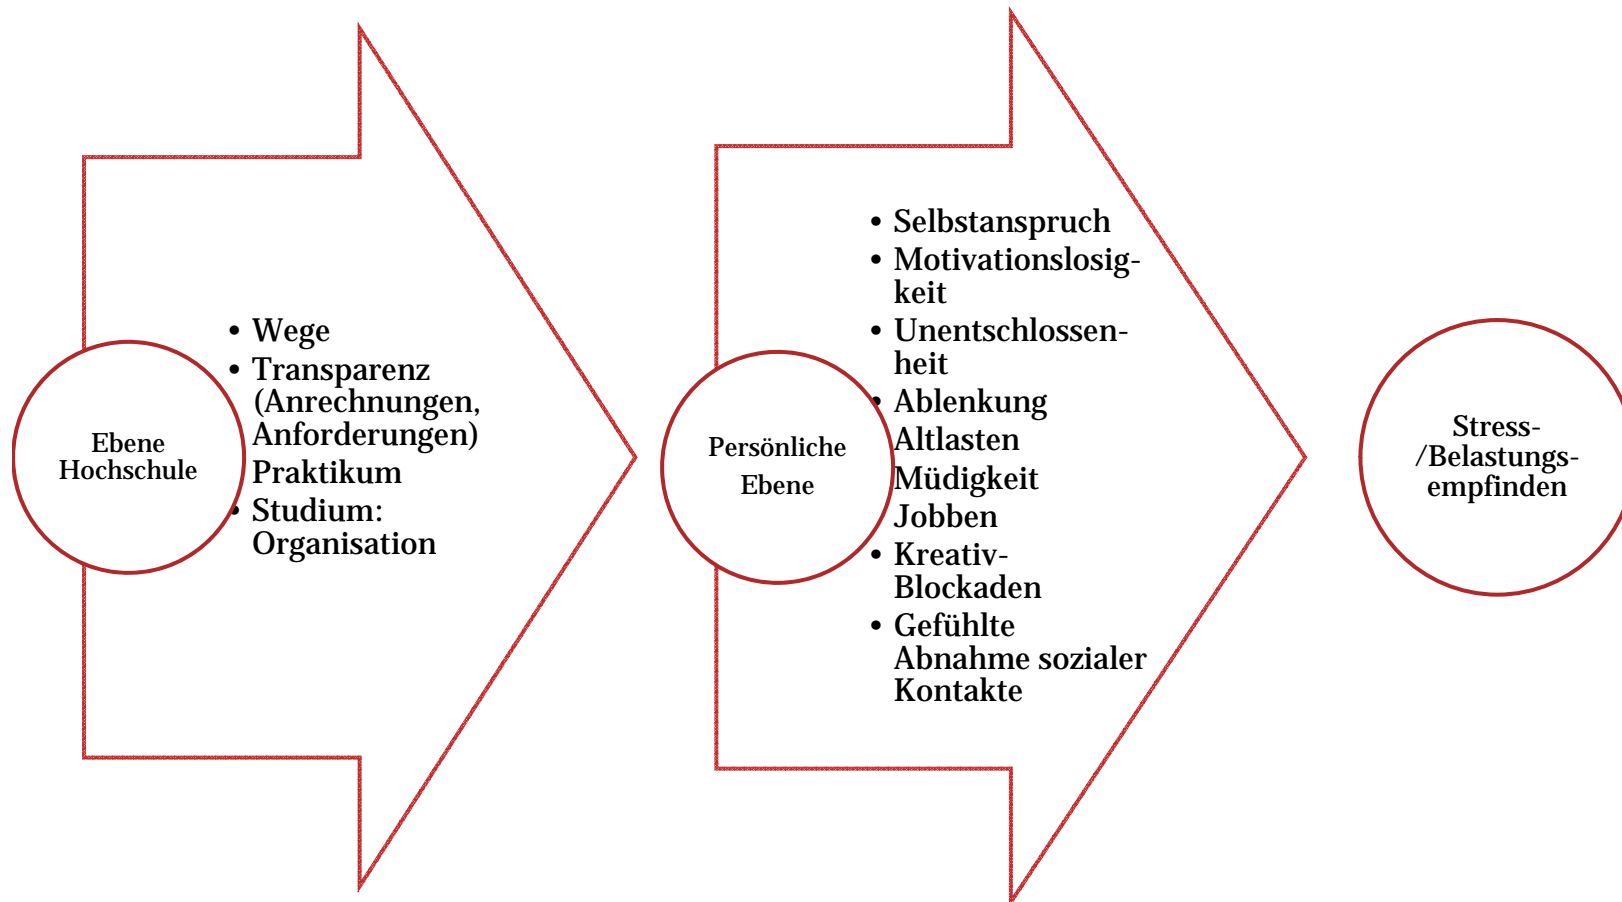 Ebene
Hochschule
• Wege
• Transparenz
(Anrechnungen,
Anforderungen)
Praktikum
• Studium:
Organisation
Persönliche
Ebene
• Selbstanspruch
• Motivationslosig-
keit
• Unentschlossen-
heit
• Ablenkung
Altlasten
Müdigkeit
Jobben
• Kreativ-
Blockaden
• Gefühlte
Abnahme sozialer
Kontakte
Stress-
/Belastungs-
empfinden